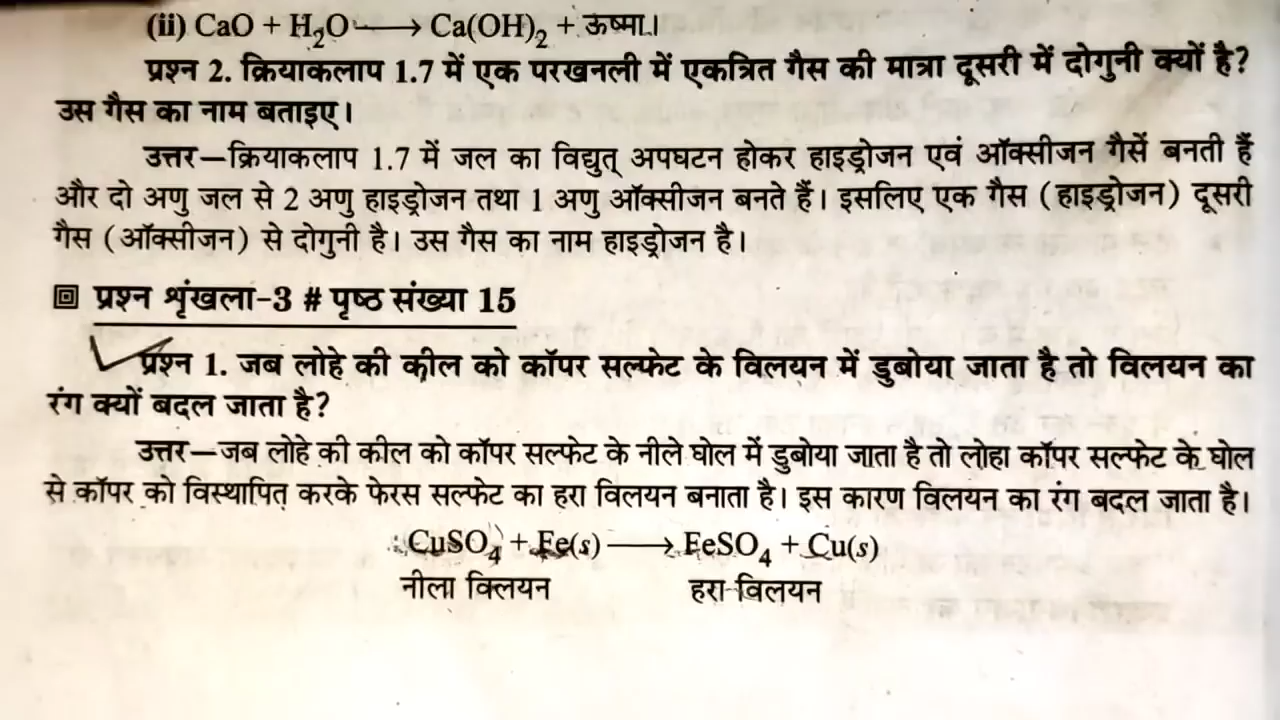 (ii) CaO + H₂O ⟶ Ca(OH)₂ + ऊष्मा।
प्रश्न 2. क्रियाकलाप 1.7 में एक परखनली में एकत्रित गैस की मात्रा दूसरी में दोगुनी क्यों है?
उस गैस का नाम बताइए।
उत्तर—क्रियाकलाप 1.7 में जल का विद्युत् अपघटन होकर हाइड्रोजन एवं ऑक्सीजन गैसें बनती हैं
और दो अणु जल से 2 अणु हाइड्रोजन तथा 1 अणु ऑक्सीजन बनते हैं। इसलिए एक गैस (हाइड्रोजन) दूसरी
गैस (ऑक्सीजन) से दोगुनी है। उस गैस का नाम हाइड्रोजन है।
प्रश्न शृंखला-3 # पृष्ठ संख्या 15
प्रश्न 1. जब लोहे की कील को कॉपर सल्फेट के विलयन में डुबोया जाता है तो विलयन का
रंग क्यों बदल जाता है?
उत्तर—जब लोहे की कील को कॉपर सल्फेट के नीले घोल में डुबोया जाता है तो लोहा कॉपर सल्फेट के घोल
से कॉपर को विस्थापित करके फेरस सल्फेट का हरा विलयन बनाता है। इस कारण विलयन का रंग बदल जाता है।
CuSO₄ + Fe(s) ⟶ FeSO₄ + Cu(s)
नीला विलयन हरा विलयन